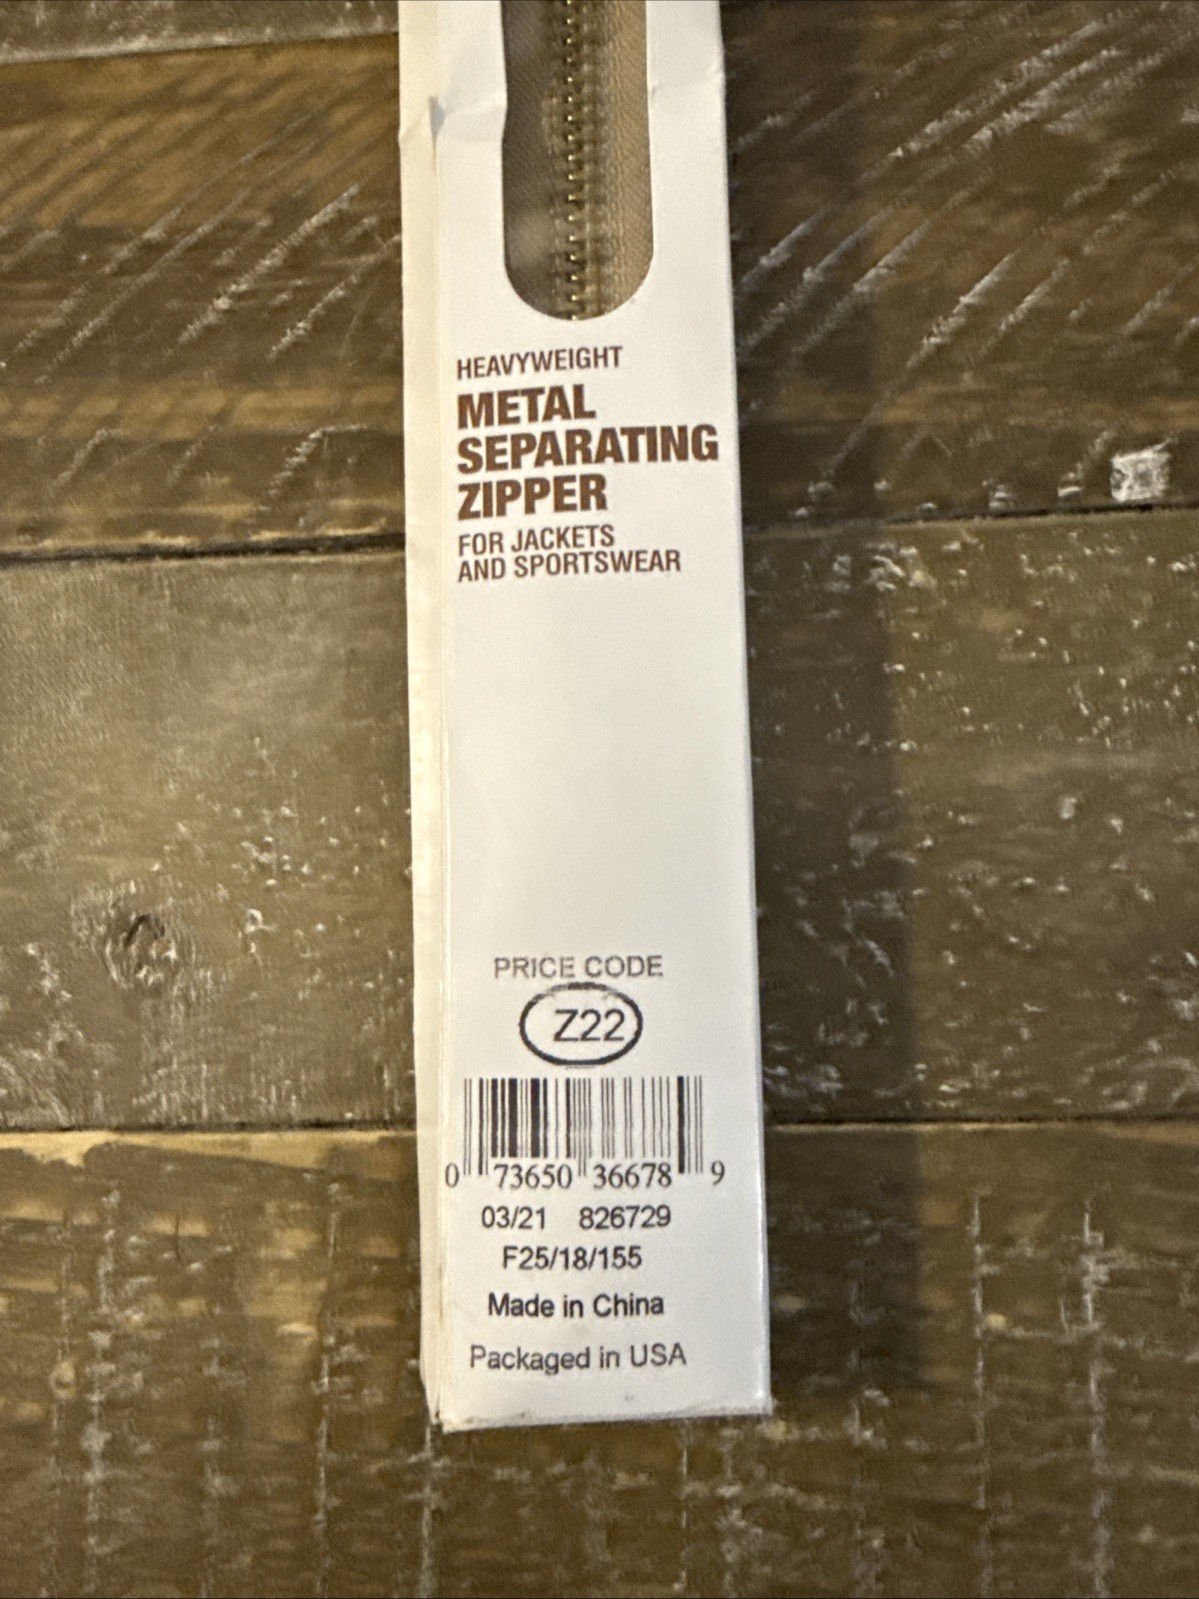 HEAVYWEIGHT
METAL
SEPARATING
ZIPPER
FOR JACKETS
AND SPORTSWEAR
PRICE CODE
Z22
0 73650 36678 9
03/21 826729
F25/18/155
Made in China
Packaged in USA